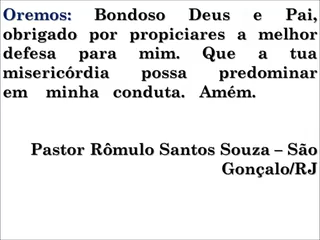 Oremos: Bondoso Deus e Pai,
obrigado por propiciares a melhor
defesa para mim. Que a tua
misericórdia possa predominar
em minha conduta. Amém.
Pastor Rômulo Santos Souza – São
Gonçalo/RJ